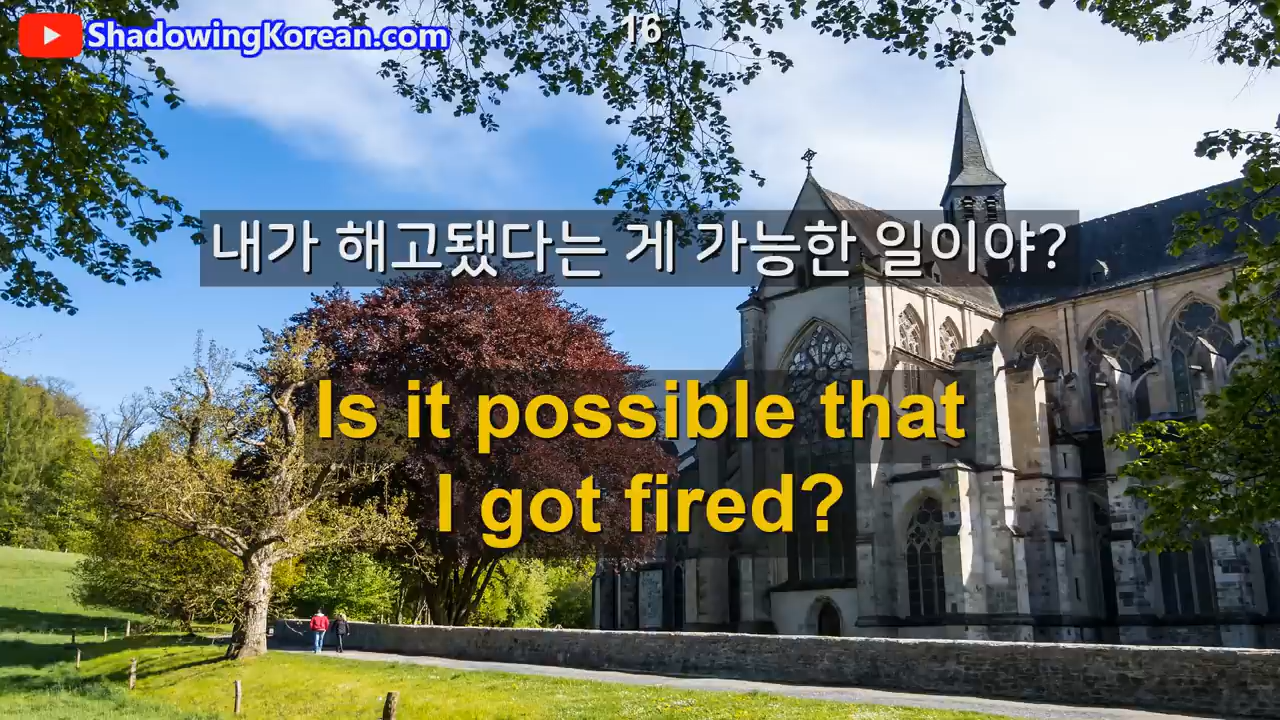 ShadowingKorean.com
16
내가 해고됐다는 게 가능한 일이야?
Is it possible that
I got fired?